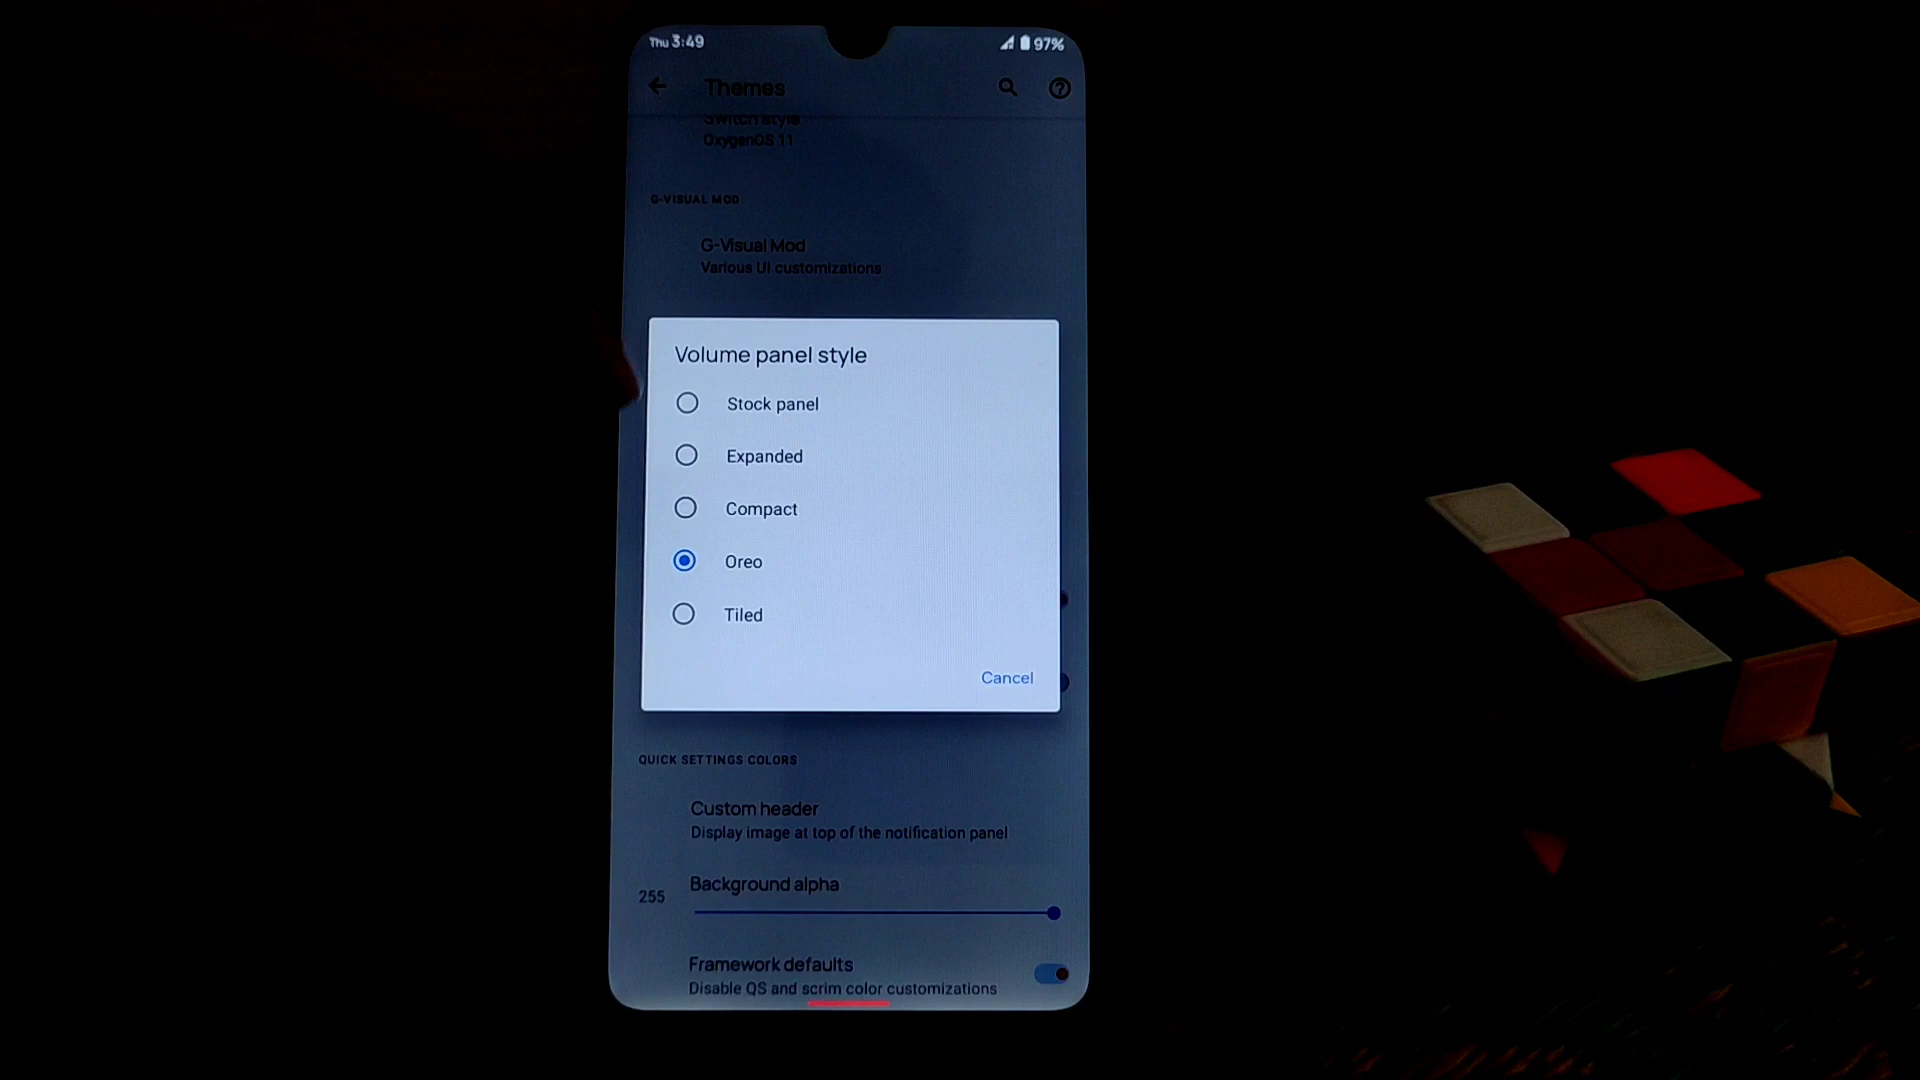 Thu 3:49
97%
Themes
Switch style
OxygenOS 11
G-VISUAL MOD
G-Visual Mod
Various UI customizations
Volume panel style
Stock panel
Expanded
Compact
Oreo
Tiled
Cancel
QUICK SETTINGS COLORS
Custom header
Display image at top of the notification panel
255
Background alpha
Framework defaults
Disable QS and scrim color customizations